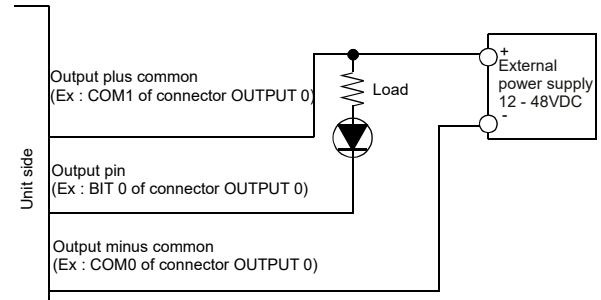 Output plus common
(Ex : COM1 of connector OUTPUT 0)
Load
+
External
power supply
12 - 48VDC
-
Unit side
Output pin
(Ex : BIT 0 of connector OUTPUT 0)
Output minus common
(Ex : COM0 of connector OUTPUT 0)